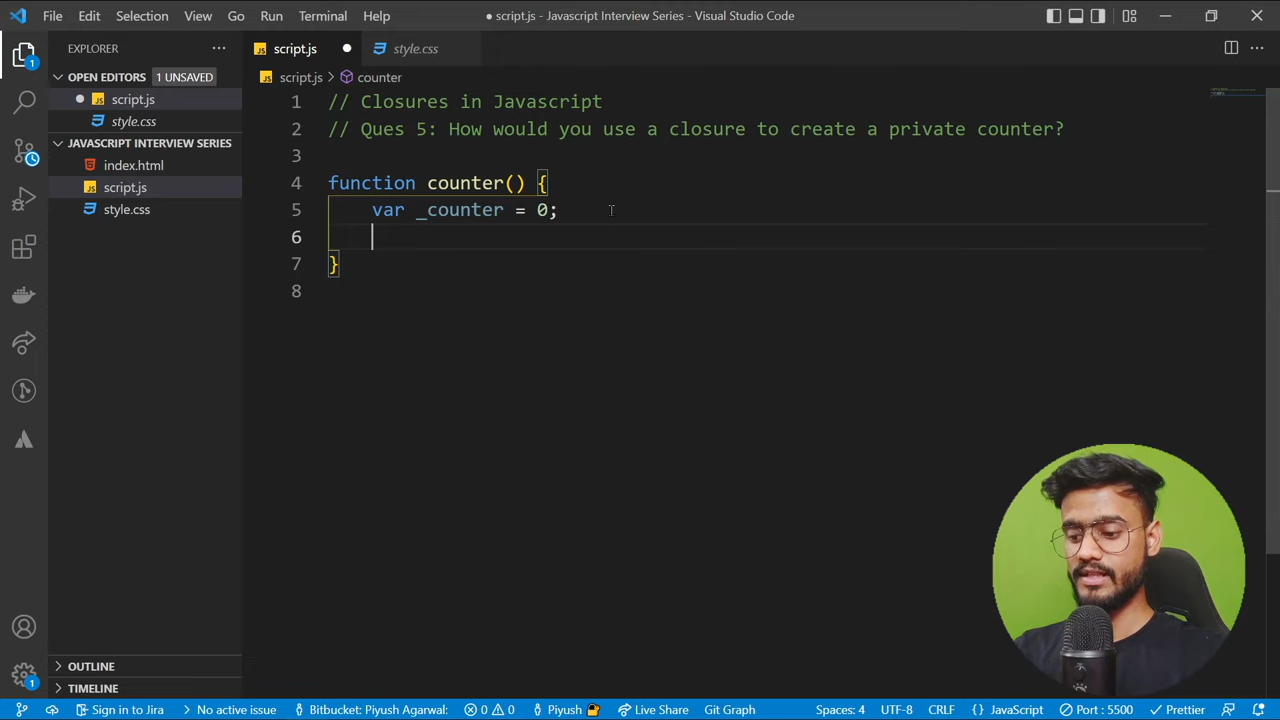 File Edit Selection View Go Run Terminal Help
● script.js - Javascript Interview Series - Visual Studio Code
EXPLORER
OPEN EDITORS 1 UNSAVED
script.js
style.css
JAVASCRIPT INTERVIEW SERIES
index.html
script.js
style.css
OUTLINE
TIMELINE
JS script.js ●
style.css
JS script.js > counter
1 // Closures in Javascript
2 // Ques 5: How would you use a closure to create a private counter?
3
4 function counter() {
5 var _counter = 0;
6
7 }
8
Sign in to Jira No active issue Bitbucket: Piyush Agarwal: 0 0 Piyush Live Share Git Graph Spaces: 4 UTF-8 CRLF {} JavaScript Port : 5500 Prettier